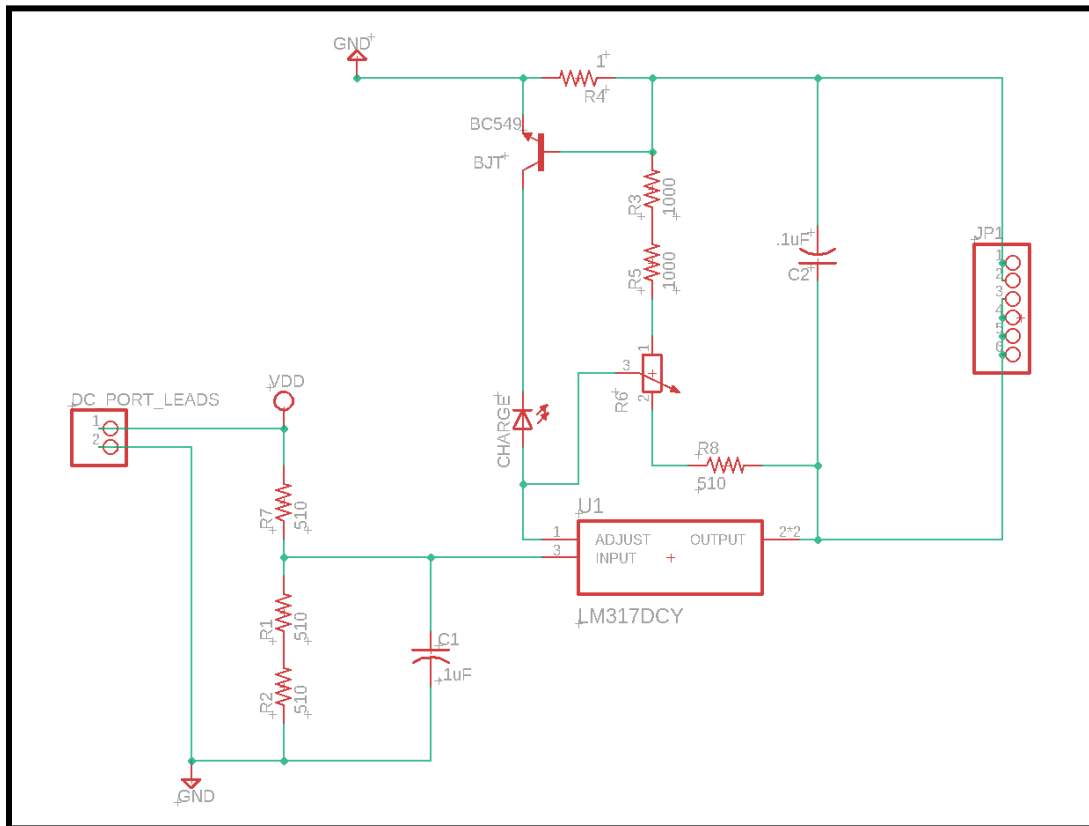 GND
1
R4
BC549
BJT
R3
1000
R5
1000
.1uF
C2
JP1
1
2
3
4
5
6
1
3
R6
2
VDD
DC_PORT_LEADS
1
2
CHARGE
R8
510
R7
510
U1
1
ADJUST
OUTPUT
2*2
3
INPUT
LM317DCY
R1
510
C1
.1uF
R2
510
GND